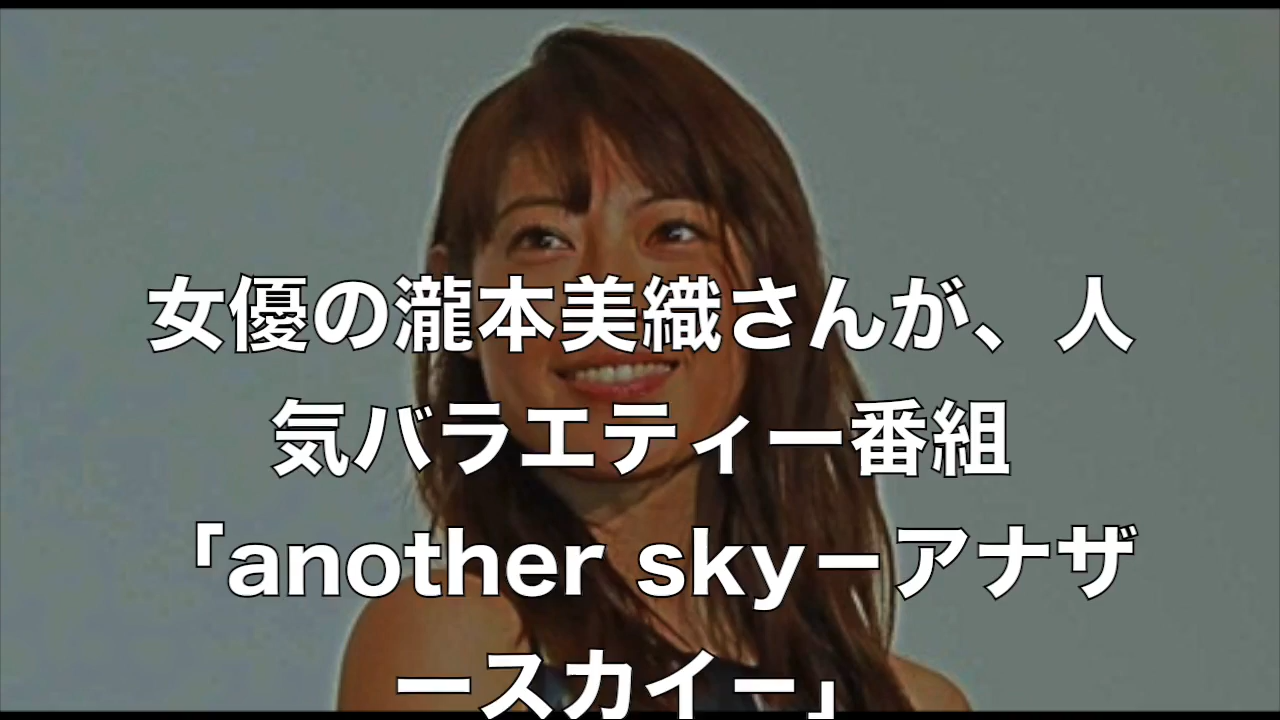 女優の瀧本美織さんが、人
気バラエティー番組
「another sky－アナザ
ースカイ－」